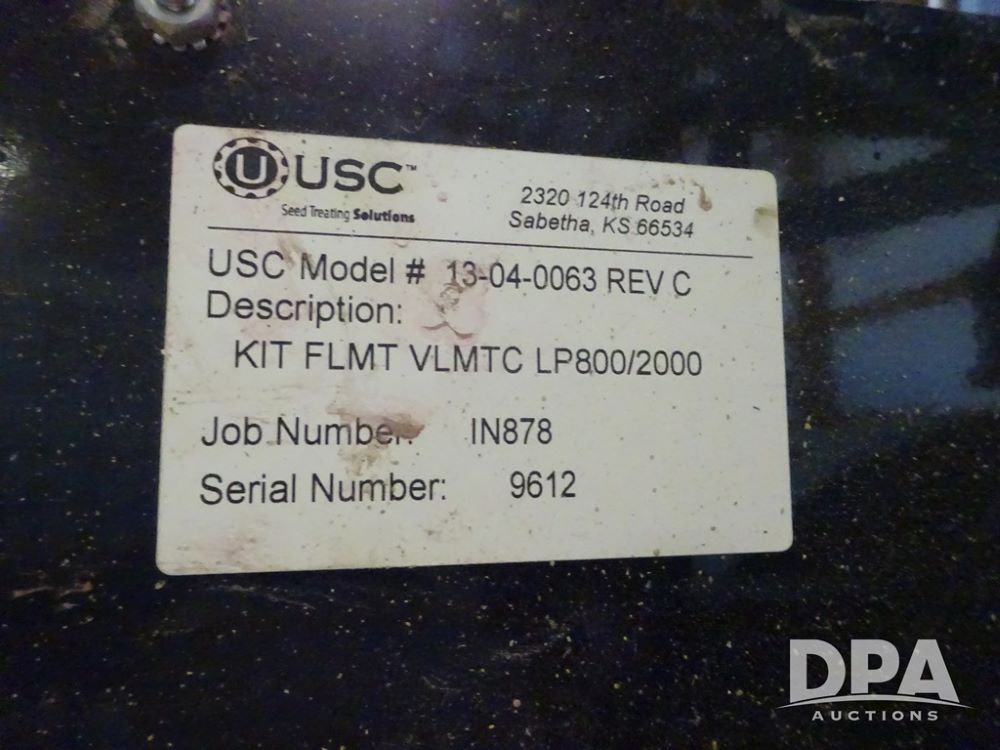 U USC™
Seed Treating Solutions
2320 124th Road
Sabetha, KS 66534
USC Model # 13-04-0063 REV C
Description:
KIT FLMT VLMTC LP800/2000
Job Number: IN878
Serial Number: 9612
DPA
AUCTIONS